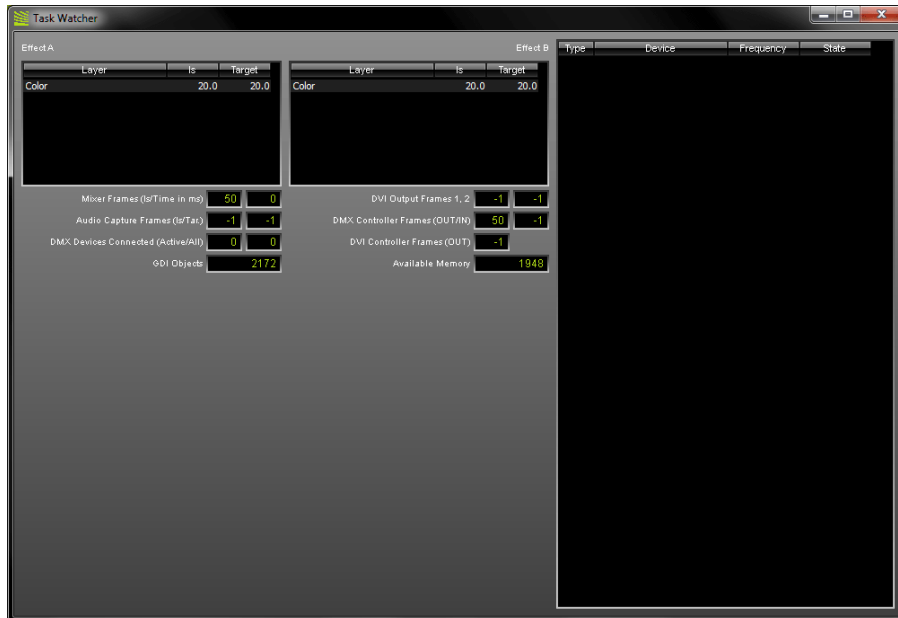 Task Watcher
Effect A
Effect B
Type Device Frequency State
Layer Is Target
Color 20.0 20.0
Layer Is Target
Color 20.0 20.0
Mixer Frames (Is/Time in ms) 50 0
DVI Output Frames 1, 2 -1 -1
Audio Capture Frames (Is/Tar.) -1 -1
DMX Controller Frames (OUT/IN) 50 -1
DMX Devices Connected (Active/All) 0 0
DVI Controller Frames (OUT) -1
GDI Objects 2172
Available Memory 1948